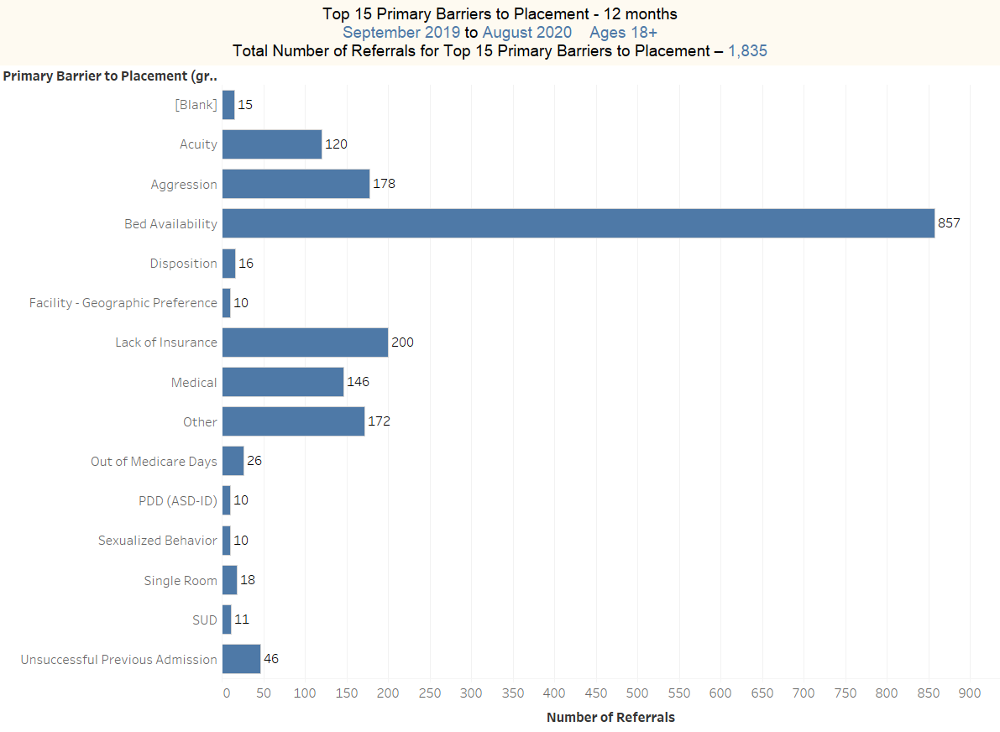 Top 15 Primary Barriers to Placement - 12 months
September 2019 to August 2020 Ages 18+
Total Number of Referrals for Top 15 Primary Barriers to Placement – 1,835
Primary Barrier to Placement (gr..
[Blank] 15
Acuity 120
Aggression 178
Bed Availability 857
Disposition 16
Facility - Geographic Preference 10
Lack of Insurance 200
Medical 146
Other 172
Out of Medicare Days 26
PDD (ASD-ID) 10
Sexualized Behavior 10
Single Room 18
SUD 11
Unsuccessful Previous Admission 46
0 50 100 150 200 250 300 350 400 450 500 550 600 650 700 750 800 850 900
Number of Referrals